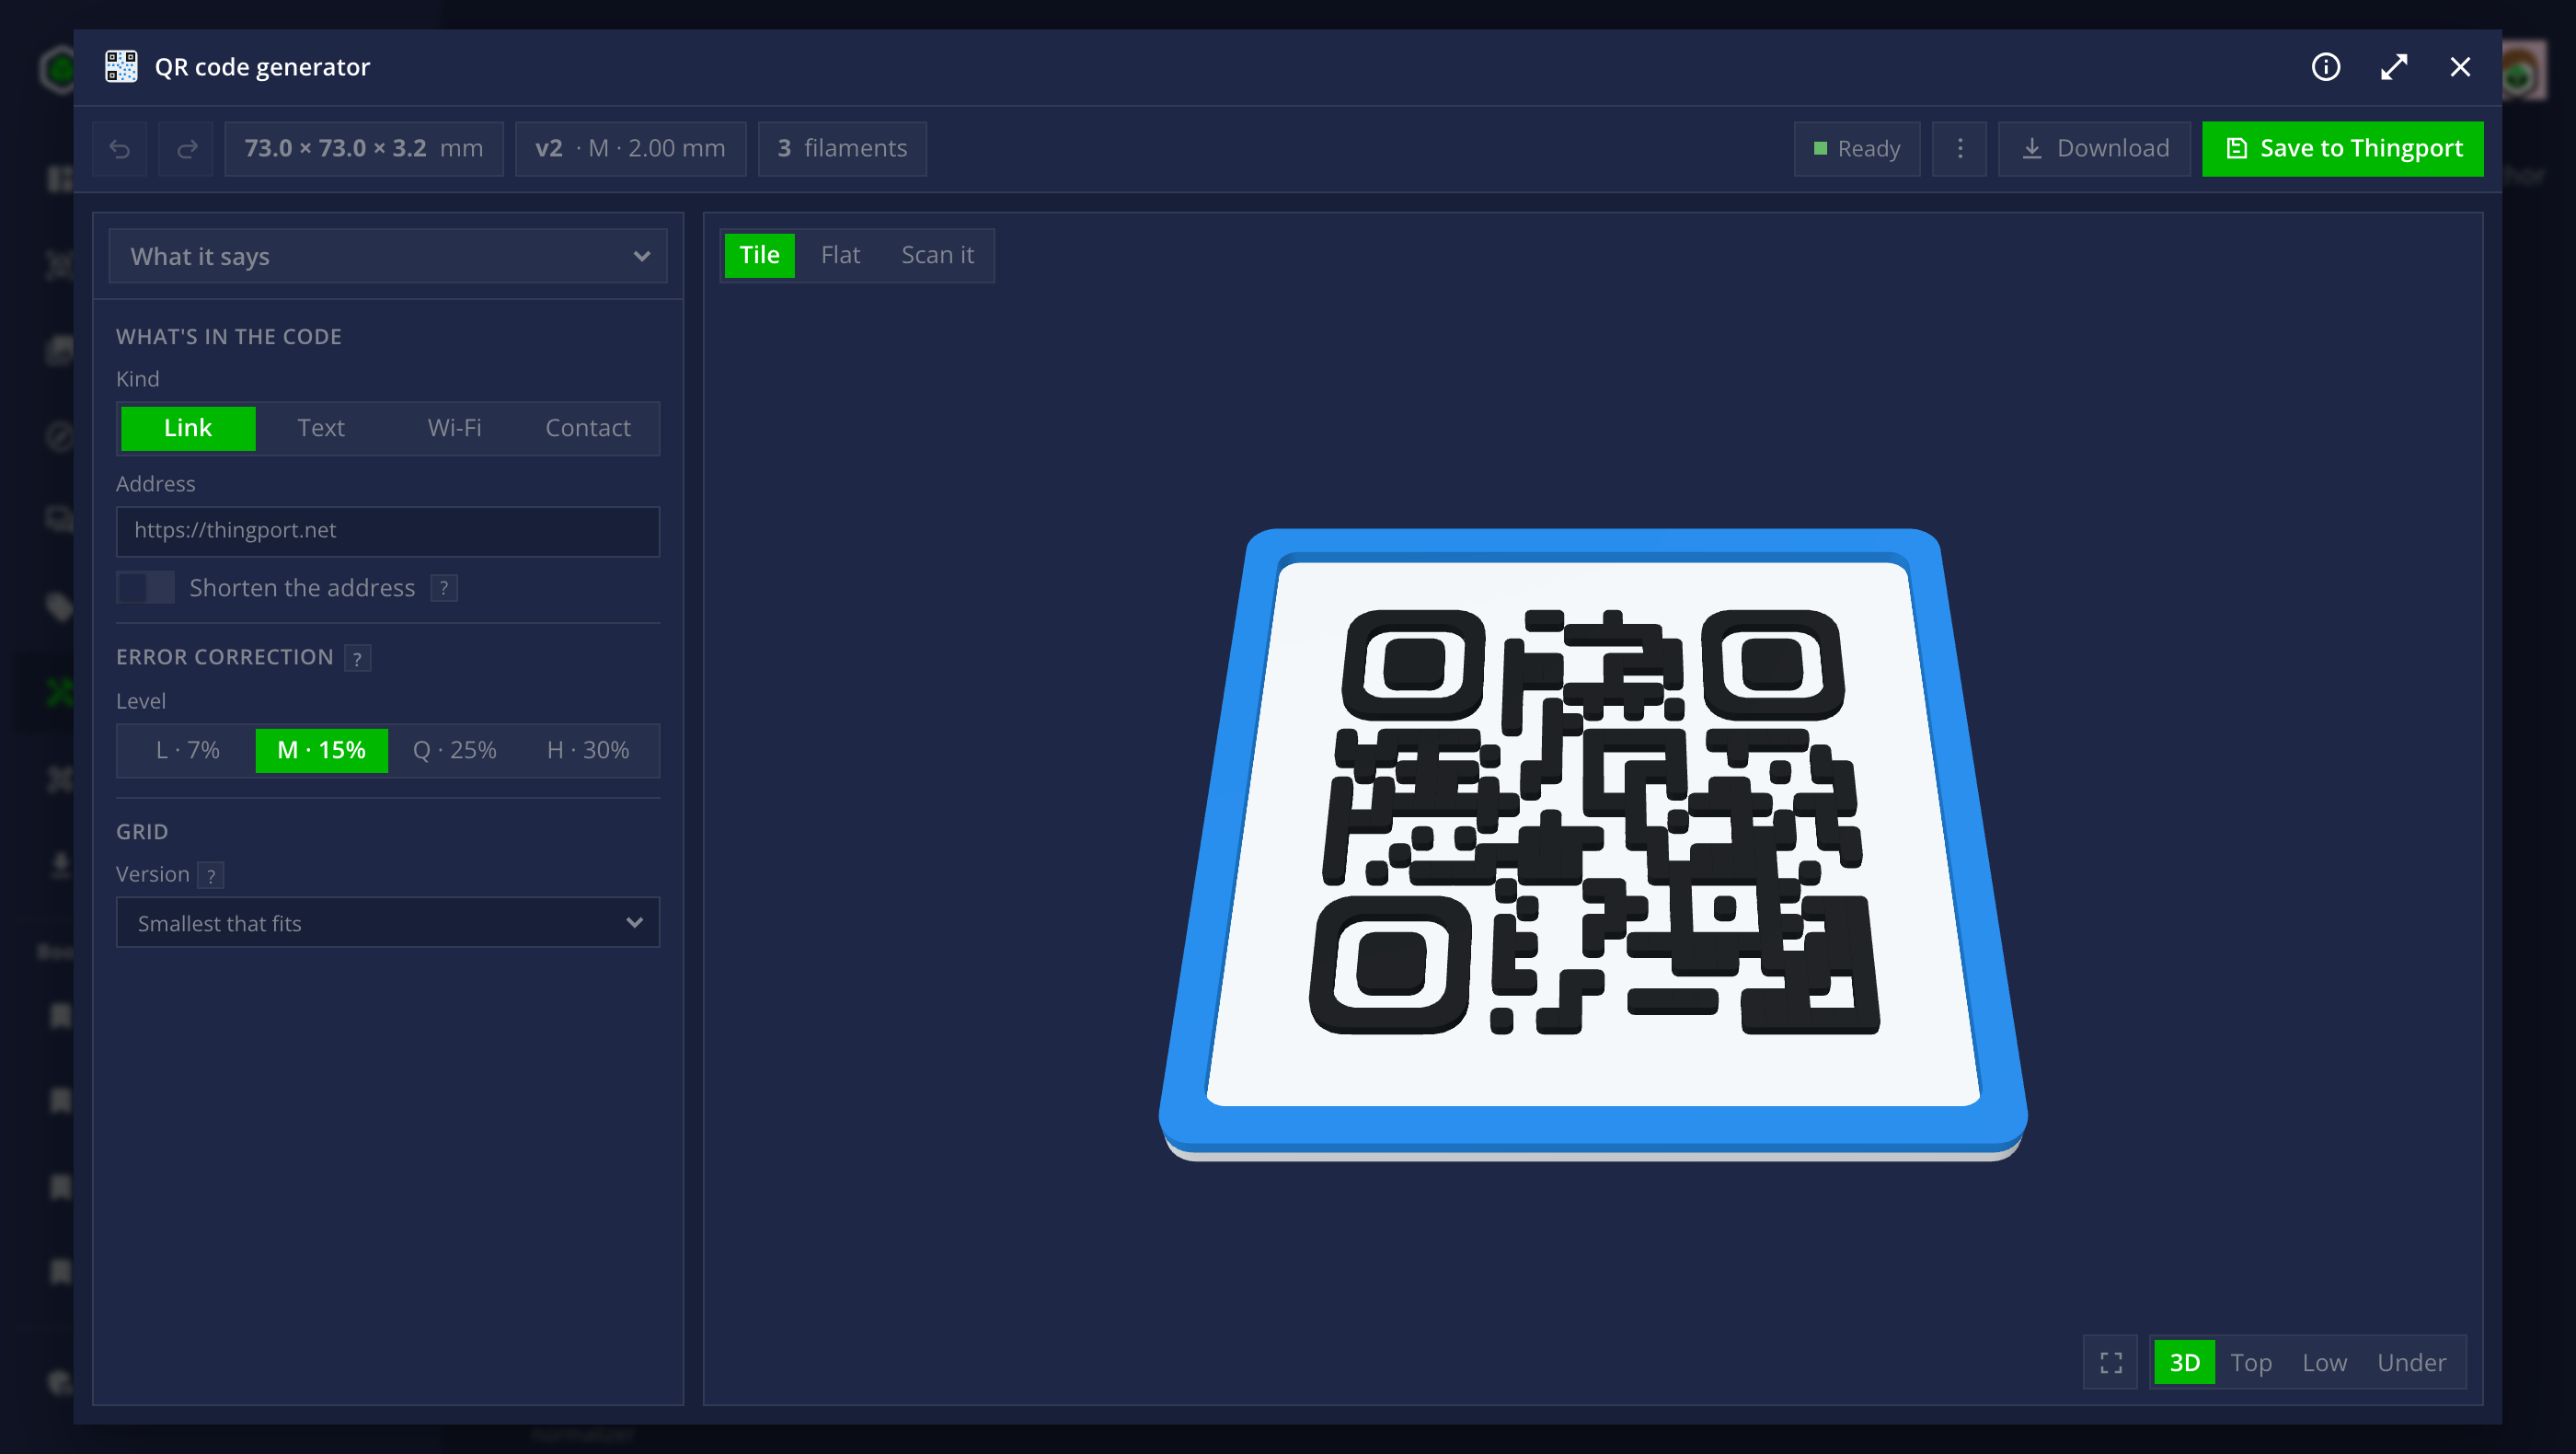 QR code generator
73.0 × 73.0 × 3.2 mm
v2 · M · 2.00 mm
3 filaments
Ready
Download
Save to Thingport
What it says
Tile
Flat
Scan it
WHAT'S IN THE CODE
Kind
Link
Text
Wi-Fi
Contact
Address
https://thingport.net
Shorten the address ?
ERROR CORRECTION ?
Level
L · 7%
M · 15%
Q · 25%
H · 30%
GRID
Version ?
Smallest that fits
3D
Top
Low
Under